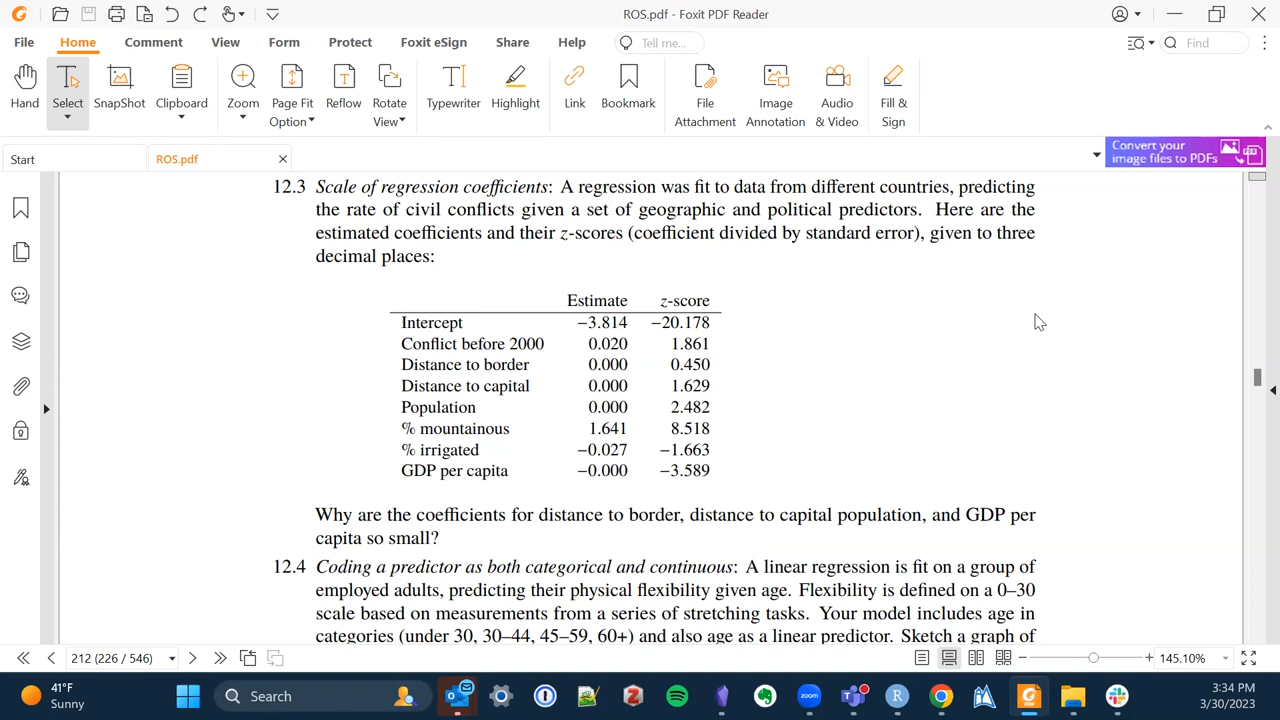 ROS.pdf - Foxit PDF Reader
File Home Comment View Form Protect Foxit eSign Share Help Tell me... Find
Hand Select SnapShot Clipboard Zoom Page Fit Option Reflow Rotate View Typewriter Highlight Link Bookmark File Attachment Image Annotation Audio & Video Fill & Sign
Start ROS.pdf
Convert your
image files to PDFs
12.3 Scale of regression coefficients: A regression was fit to data from different countries, predicting
the rate of civil conflicts given a set of geographic and political predictors. Here are the
estimated coefficients and their z-scores (coefficient divided by standard error), given to three
decimal places:
Estimate z-score
Intercept −3.814 −20.178
Conflict before 2000 0.020 1.861
Distance to border 0.000 0.450
Distance to capital 0.000 1.629
Population 0.000 2.482
% mountainous 1.641 8.518
% irrigated −0.027 −1.663
GDP per capita −0.000 −3.589
Why are the coefficients for distance to border, distance to capital population, and GDP per
capita so small?
12.4 Coding a predictor as both categorical and continuous: A linear regression is fit on a group of
employed adults, predicting their physical flexibility given age. Flexibility is defined on a 0–30
scale based on measurements from a series of stretching tasks. Your model includes age in
categories (under 30, 30–44, 45–59, 60+) and also age as a linear predictor. Sketch a graph of
212 (226 / 546) 145.10%
41°F
Sunny
Search
zoom
R
PDF
3:34 PM
3/30/2023